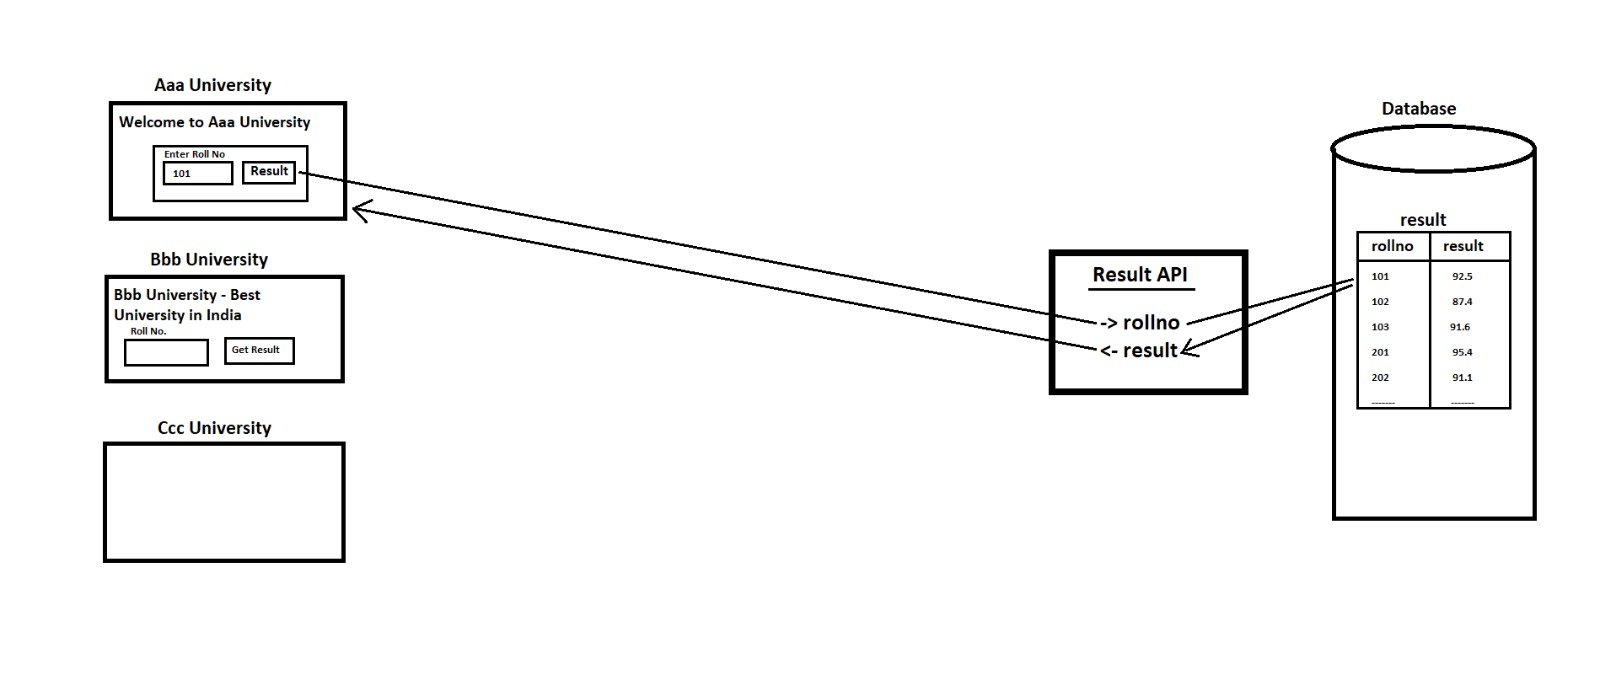 Aaa University
Welcome to Aaa University
Enter Roll No
101
Result
Bbb University
Bbb University - Best
University in India
Roll No.
Get Result
Ccc University
Result API
-> rollno
<- result
Database
result
rollno result
101 92.5
102 87.4
103 91.6
201 95.4
202 91.1
------- -------